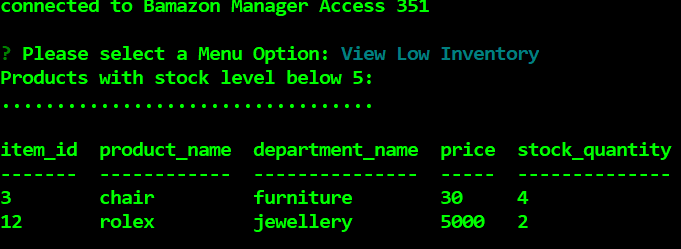 connected to Bamazon Manager Access 351
? Please select a Menu Option: View Low Inventory
Products with stock level below 5:
..................................
item_id  product_name  department_name  price  stock_quantity
-------  ------------  ---------------  -----  --------------
3        chair         furniture        30     4
12       rolex         jewellery        5000   2